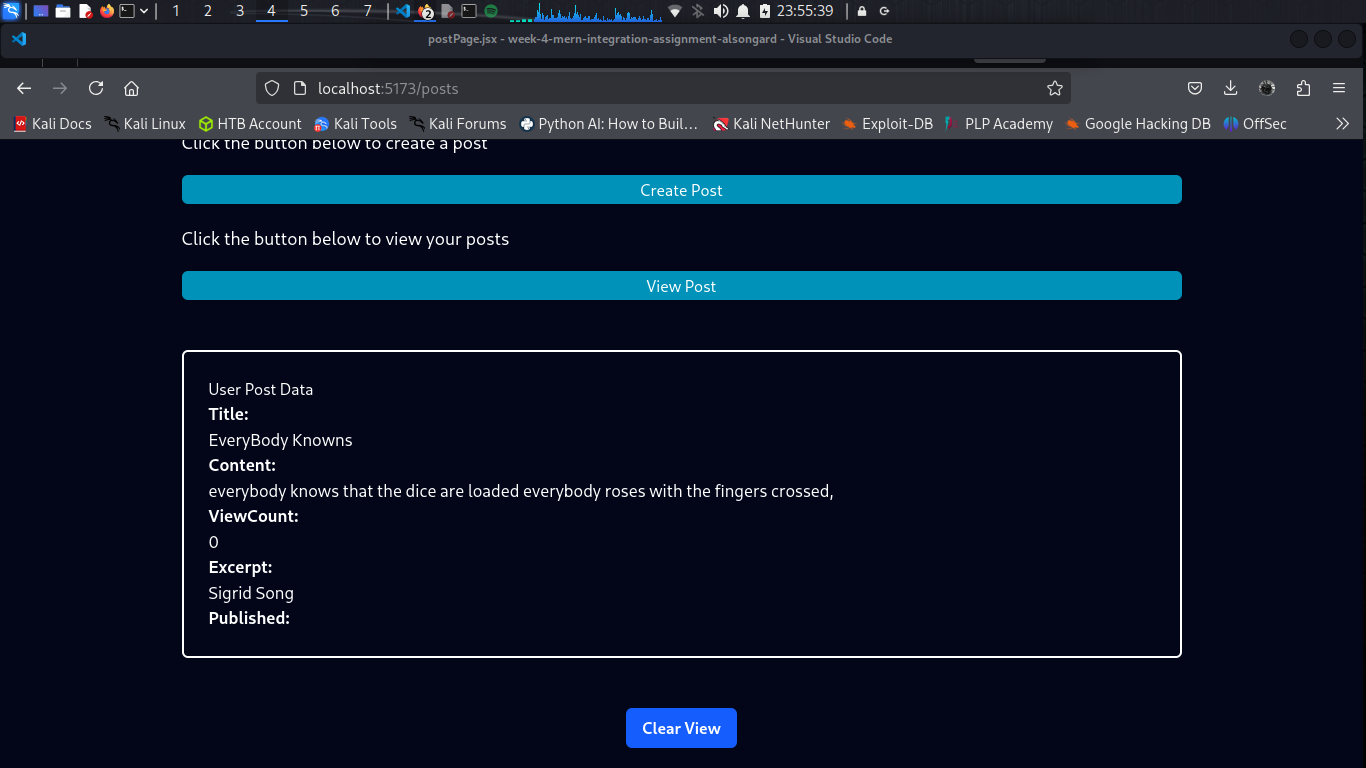 1 2 3 4 5 6 7 2 23:55:39
postPage.jsx - week-4-mern-integration-assignment-alsongard - Visual Studio Code
localhost:5173/posts
Kali Docs Kali Linux HTB Account Kali Tools Kali Forums Python AI: How to Buil… Kali NetHunter Exploit-DB PLP Academy Google Hacking DB OffSec
Click the button below to create a post
Create Post
Click the button below to view your posts
View Post
User Post Data
Title:
EveryBody Knowns
Content:
everybody knows that the dice are loaded everybody roses with the fingers crossed,
ViewCount:
0
Excerpt:
Sigrid Song
Published:
Clear View